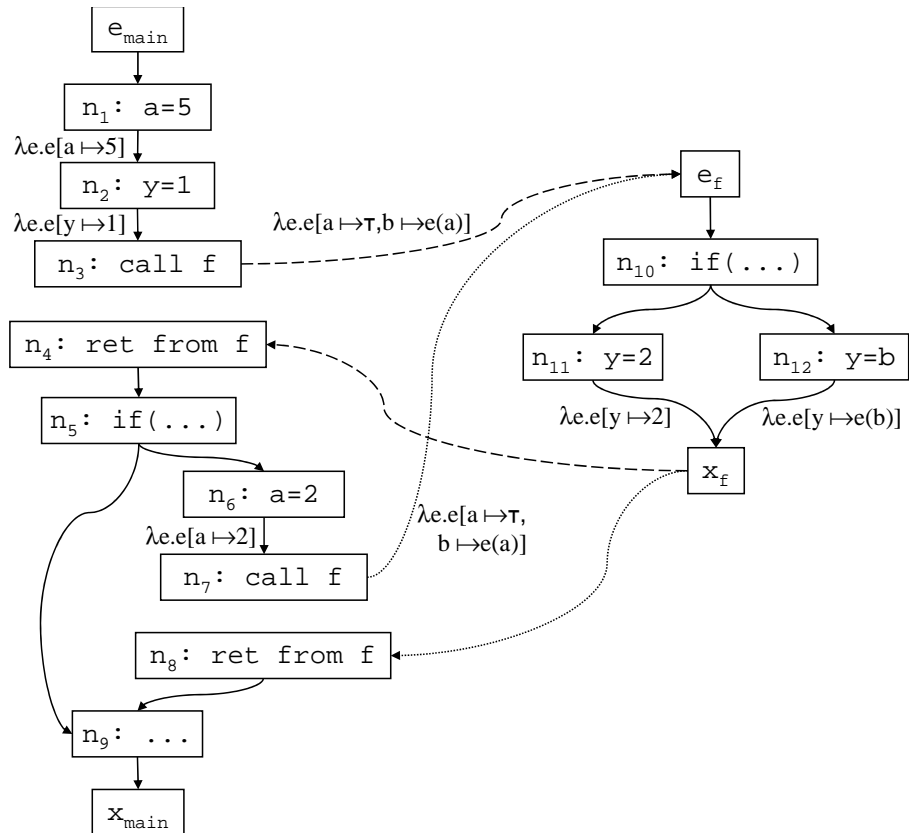 e_main
n_1: a=5
λe.e[a ↦5]
n_2: y=1
λe.e[y ↦1]
n_3: call f
λe.e[a ↦⊤,b ↦e(a)]
e_f
n_10: if(...)
n_11: y=2
n_12: y=b
λe.e[y ↦2]
λe.e[y ↦e(b)]
x_f
n_4: ret from f
n_5: if(...)
n_6: a=2
λe.e[a ↦2]
n_7: call f
λe.e[a ↦⊤,
b ↦e(a)]
n_8: ret from f
n_9: ...
x_main